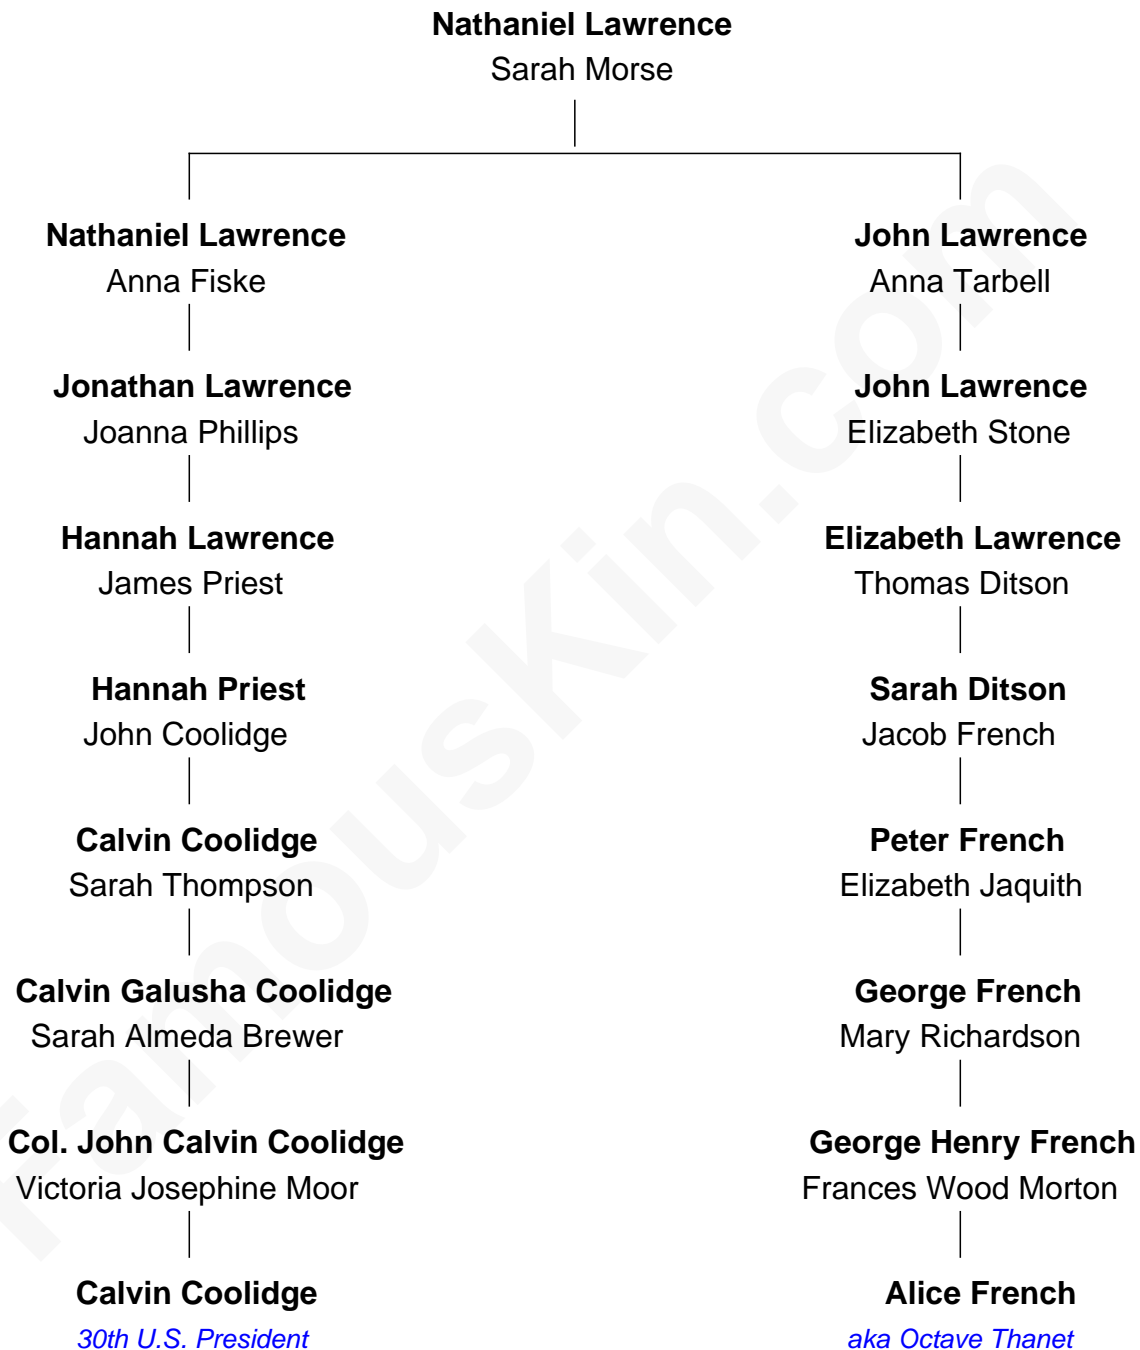 Nathaniel Lawrence
Sarah Morse
Nathaniel Lawrence
Anna Fiske
Jonathan Lawrence
Joanna Phillips
Hannah Lawrence
James Priest
Hannah Priest
John Coolidge
Calvin Coolidge
Sarah Thompson
Calvin Galusha Coolidge
Sarah Almeda Brewer
Col. John Calvin Coolidge
Victoria Josephine Moor
Calvin Coolidge
30th U.S. President
John Lawrence
Anna Tarbell
John Lawrence
Elizabeth Stone
Elizabeth Lawrence
Thomas Ditson
Sarah Ditson
Jacob French
Peter French
Elizabeth Jaquith
George French
Mary Richardson
George Henry French
Frances Wood Morton
Alice French
aka Octave Thanet
famouskin.com